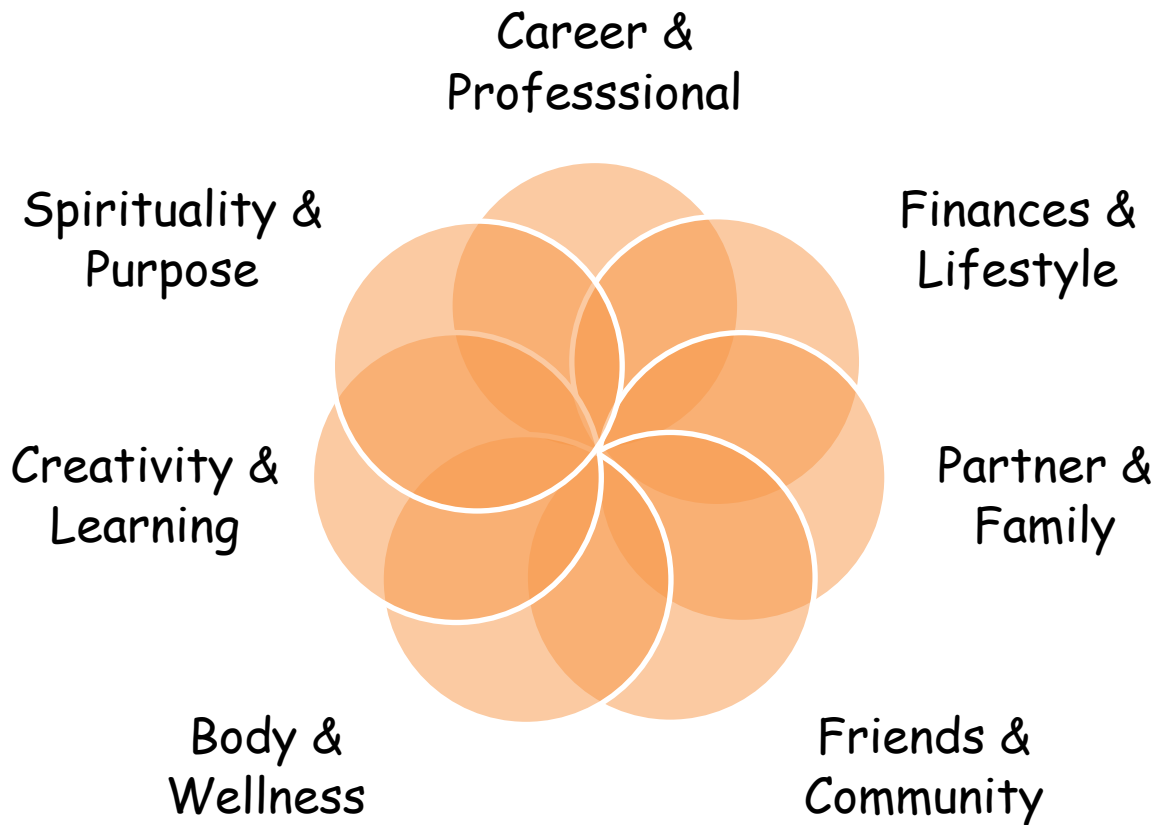 Career &
Professsional
Spirituality &
Purpose
Finances &
Lifestyle
Creativity &
Learning
Partner &
Family
Body &
Wellness
Friends &
Community